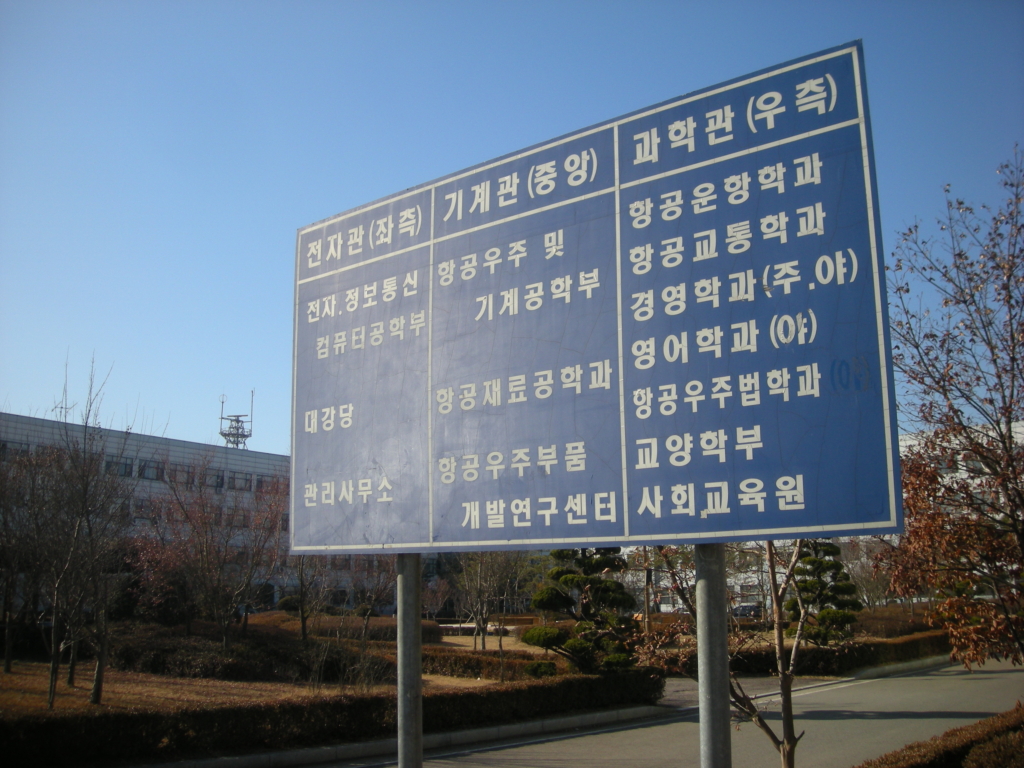 전자관(좌측)
전자.정보통신
컴퓨터공학부
대강당
관리사무소
기계관(중앙)
항공우주 및
기계공학부
항공재료공학과
항공우주부품
개발연구센터
과학관(우측)
항공운항학과
항공교통학과
경영학과(주.야)
영어학과(야)
항공우주법학과
교양학부
사회교육원